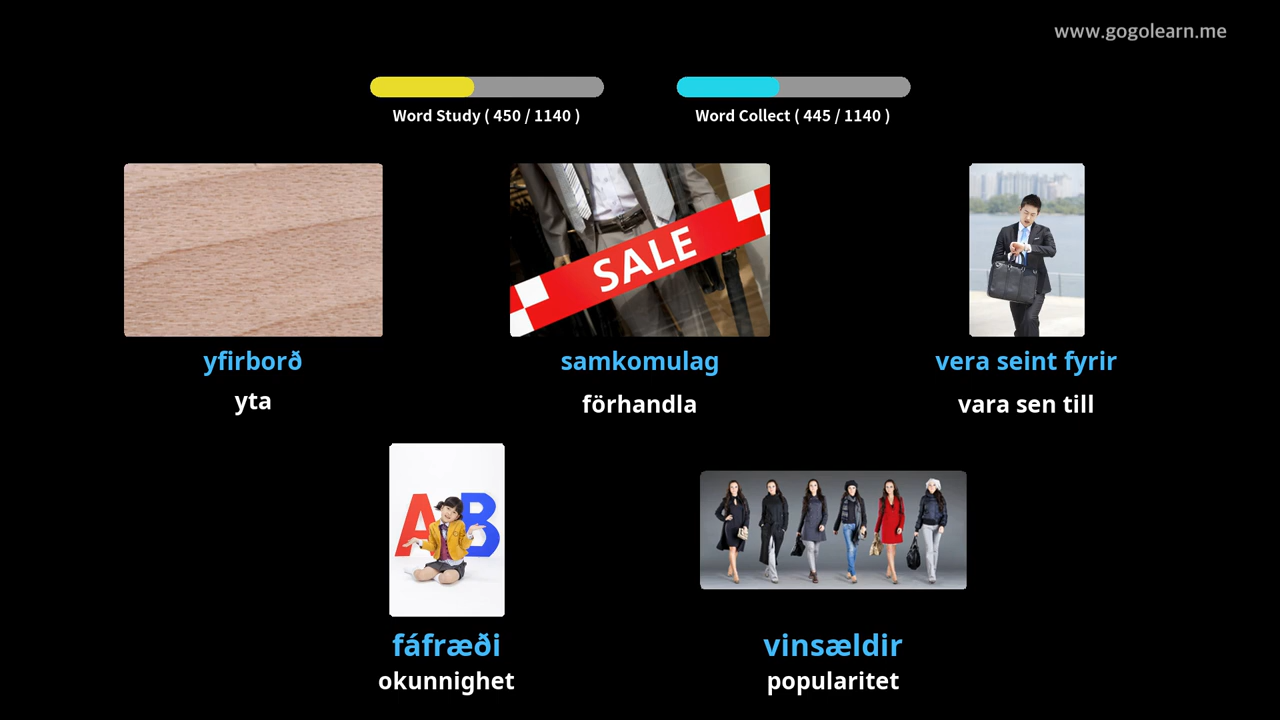 www.gogolearn.me
Word Study ( 450 / 1140 )
Word Collect ( 445 / 1140 )
SALE
yfirborð
yta
samkomulag
förhandla
vera seint fyrir
vara sen till
A B
fáfræði
okunnighet
vinsældir
popularitet